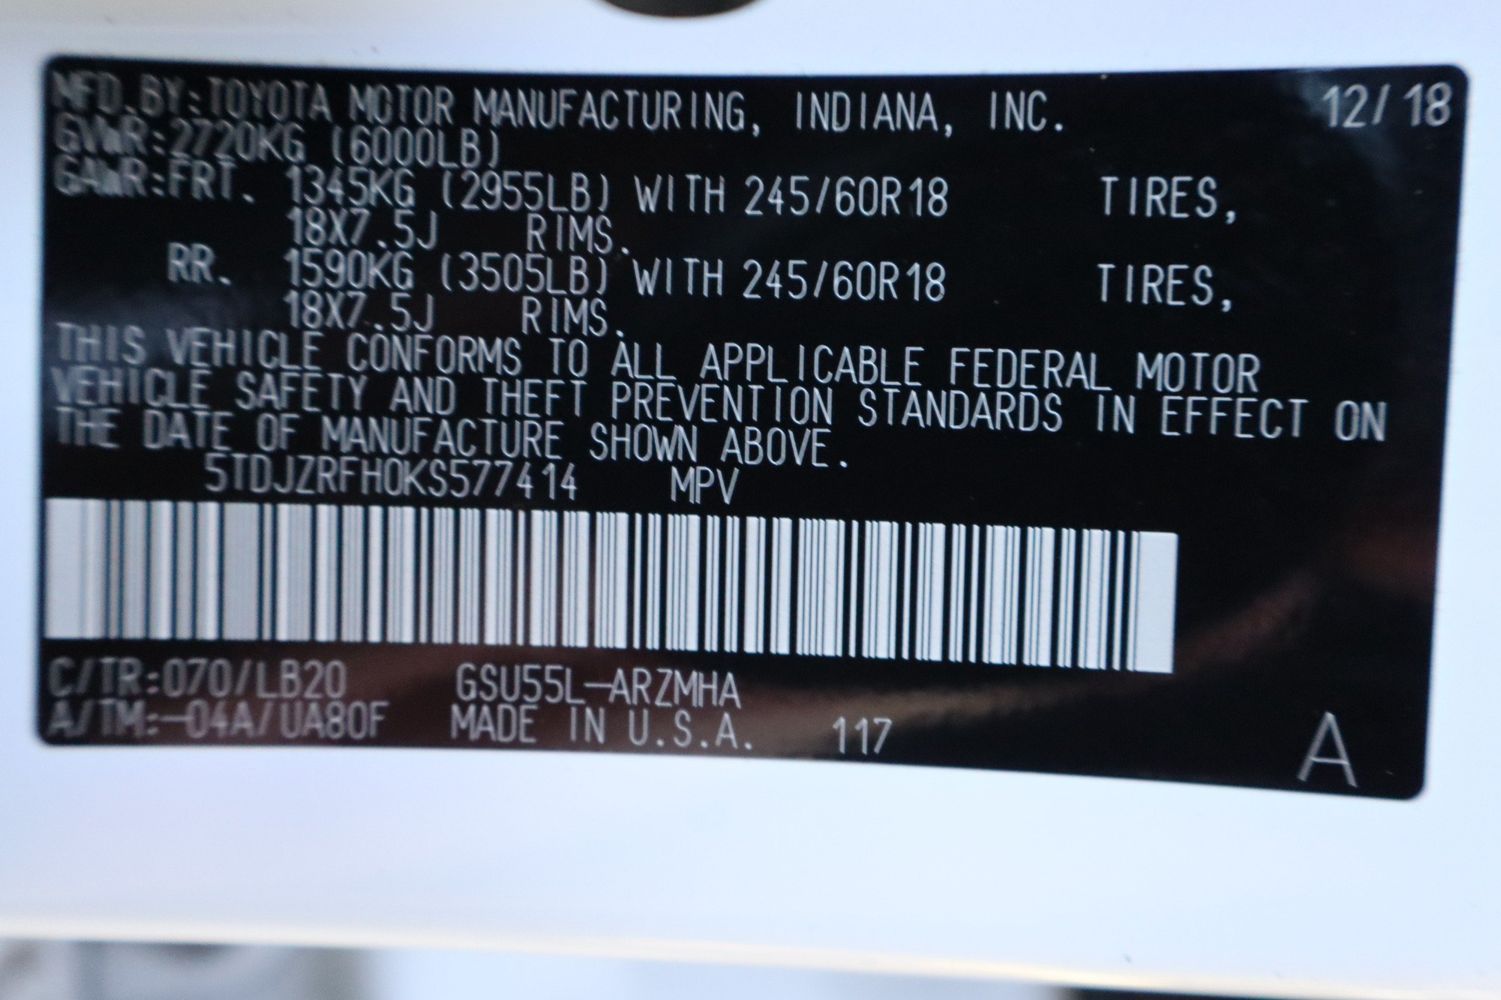 MFD.BY:TOYOTA MOTOR MANUFACTURING, INDIANA, INC. 12/18
GVWR:2720KG (6000LB)
GAWR:FRT. 1345KG (2955LB) WITH 245/60R18 TIRES,
18X7.5J RIMS.
RR. 1590KG (3505LB) WITH 245/60R18 TIRES,
18X7.5J RIMS.
THIS VEHICLE CONFORMS TO ALL APPLICABLE FEDERAL MOTOR
VEHICLE SAFETY AND THEFT PREVENTION STANDARDS IN EFFECT ON
THE DATE OF MANUFACTURE SHOWN ABOVE.
5TDJZRFH0KS577414 MPV
C/TR:070/LB20 GSU55L-ARZMHA
A/TM:-04A/UA80F MADE IN U.S.A. 117
A